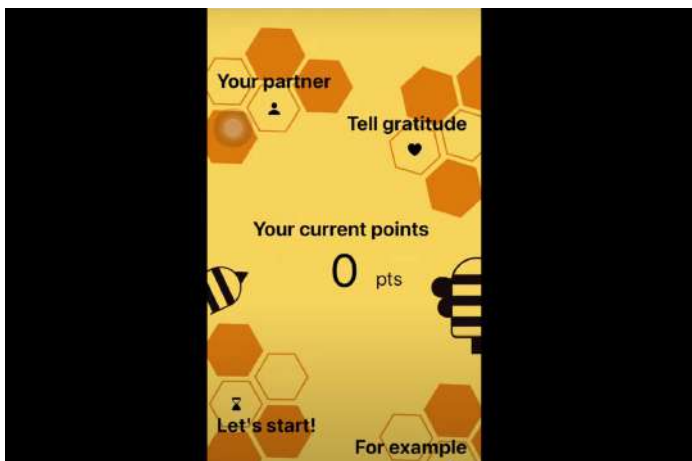 Your partner
Tell gratitude
Your current points
0 pts
Let's start!
For example